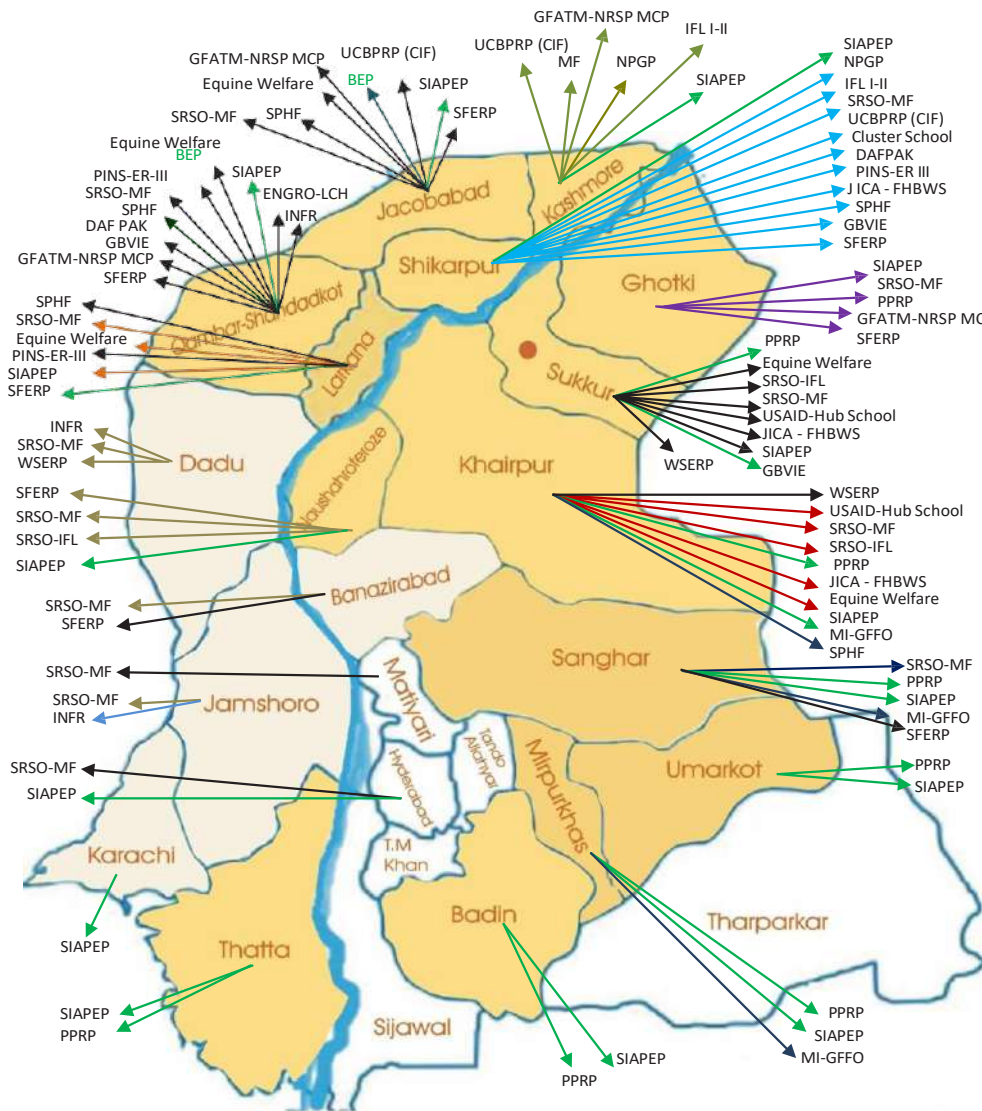 GFATM-NRSP MCP
UCBPRP (CIF)
Equine Welfare
BEP
SIAPEP
SRSO-MF
SPHF
SFERP
GFATM-NRSP MCP
UCBPRP (CIF)
MF
NPGP
IFL I-II
SIAPEP
SIAPEP
NPGP
IFL I-II
SRSO-MF
UCBPRP (CIF)
Cluster School
DAFPAK
PINS-ER III
JICA - FHBWS
SPHF
GBVIE
SFERP
Equine Welfare
BEP
SIAPEP
PINS-ER-III
SRSO-MF
SPHF
DAF PAK
GBVIE
GFATM-NRSP MCP
SFERP
ENGRO-LCH
INFR
Jacobabad
Kashmore
Shikarpur
Ghotki
Qambar-Shahdadkot
Larkana
Sukkur
SIAPEP
SRSO-MF
PPRP
GFATM-NRSP MC
SFERP
SPHF
SRSO-MF
Equine Welfare
PINS-ER-III
SIAPEP
SFERP
PPRP
Equine Welfare
SRSO-IFL
SRSO-MF
USAID-Hub School
JICA - FHBWS
SIAPEP
GBVIE
WSERP
INFR
SRSO-MF
WSERP
Dadu
Naushahroferoze
Khairpur
SFERP
SRSO-MF
SRSO-IFL
SIAPEP
WSERP
USAID-Hub School
SRSO-MF
SRSO-IFL
PPRP
JICA - FHBWS
Equine Welfare
SIAPEP
MI-GFFO
SPHF
Banazirabad
SRSO-MF
SFERP
Sanghar
SRSO-MF
PPRP
SIAPEP
MI-GFFO
SFERP
SRSO-MF
Matiyari
SRSO-MF
INFR
Jamshoro
Tando
Allahyar
Mirpurkhas
Umarkot
PPRP
SIAPEP
SRSO-MF
SIAPEP
Hyderabad
Karachi
T.M
Khan
SIAPEP
Badin
Tharparkar
Thatta
SIAPEP
PPRP
Sijawal
PPRP
SIAPEP
PPRP
SIAPEP
MI-GFFO